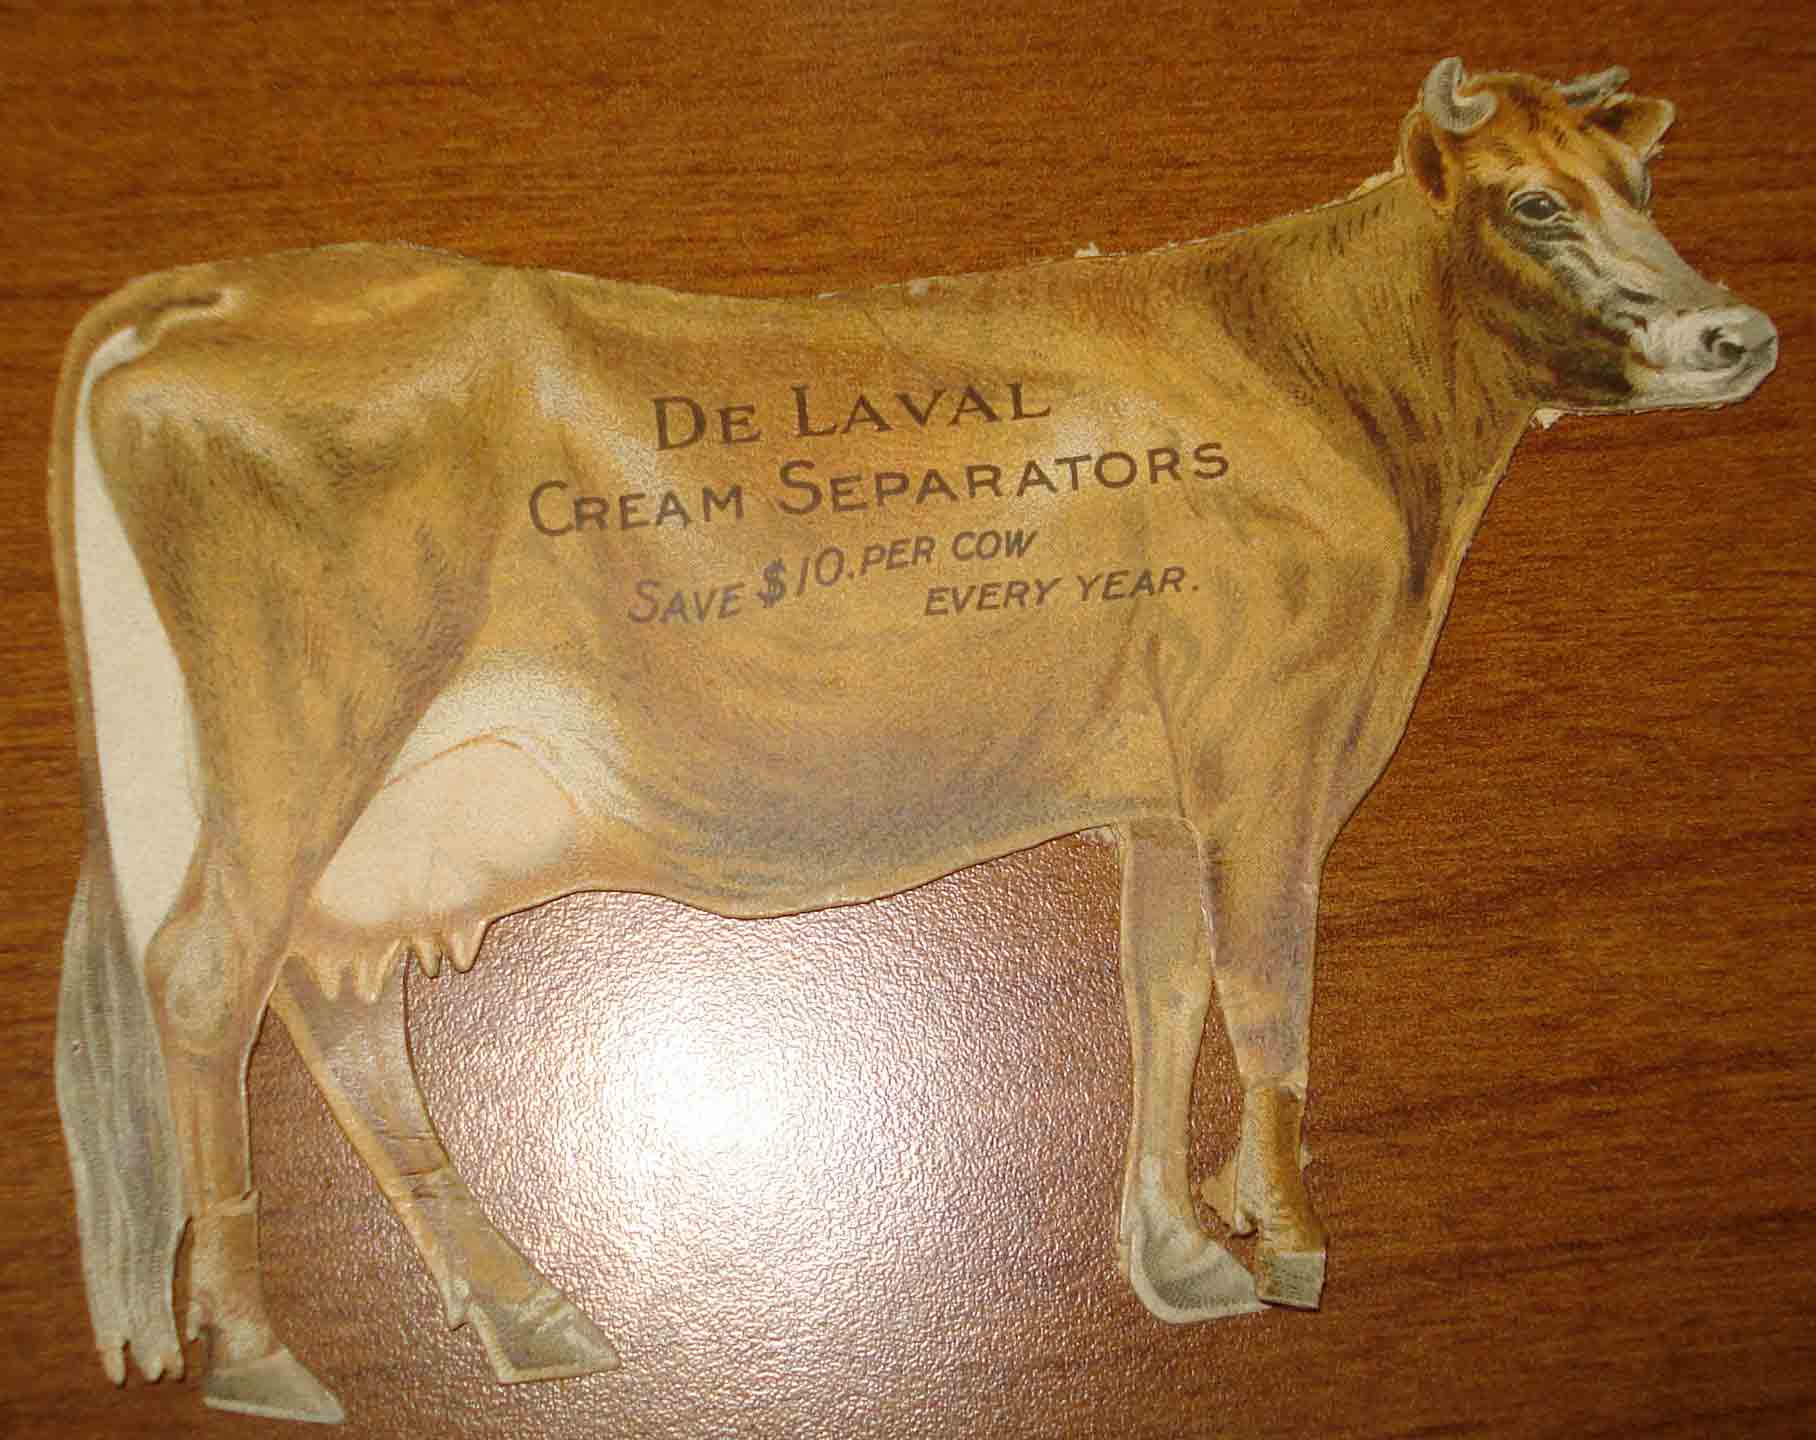 De Laval
Cream Separators
Save $10. per cow
every year.